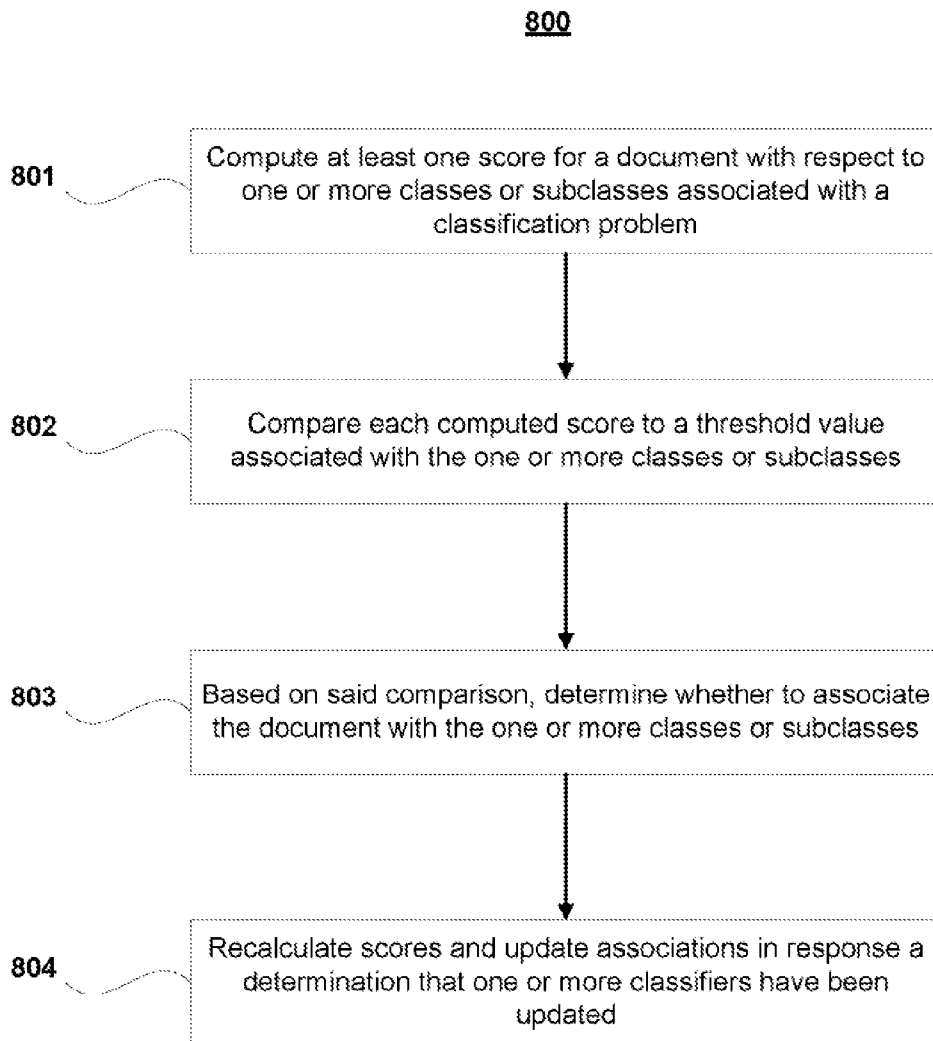 800
801
Compute at least one score for a document with respect to
one or more classes or subclasses associated with a
classification problem
802
Compare each computed score to a threshold value
associated with the one or more classes or subclasses
803
Based on said comparison, determine whether to associate
the document with the one or more classes or subclasses
804
Recalculate scores and update associations in response a
determination that one or more classifiers have been
updated